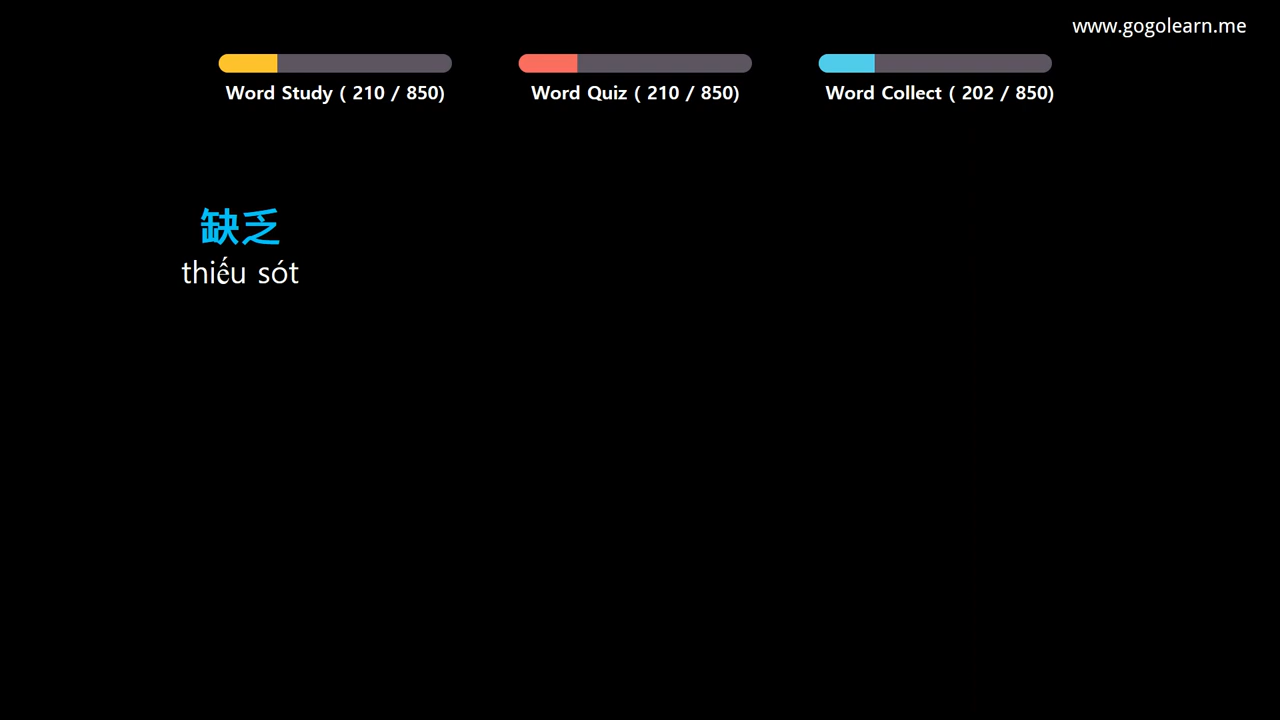 www.gogolearn.me
Word Study ( 210 / 850)
Word Quiz ( 210 / 850)
Word Collect ( 202 / 850)
缺乏
thiếu sót